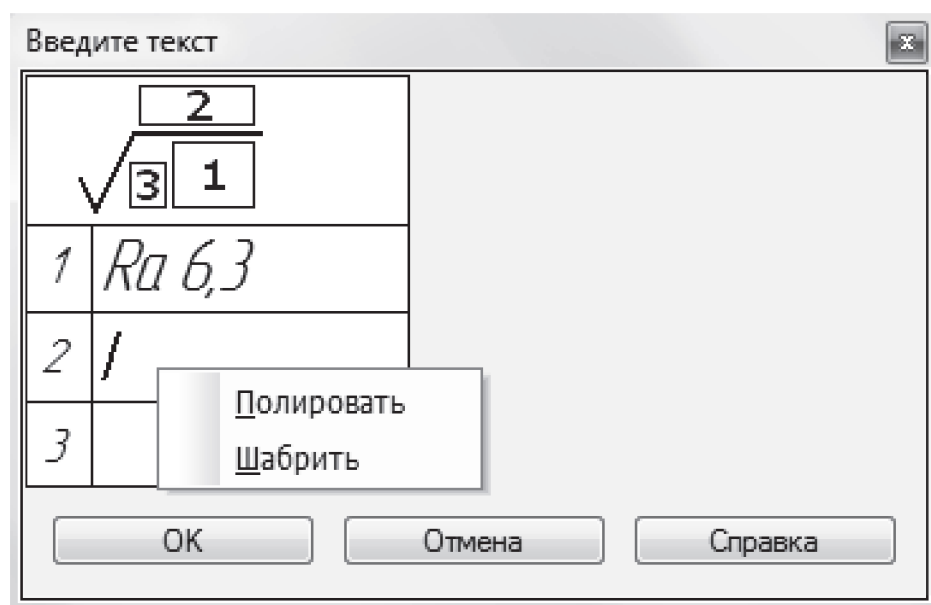 Введите текст
2
3 1
1 Ra 6,3
2
3
Полировать
Шабрить
OK Отмена Справка